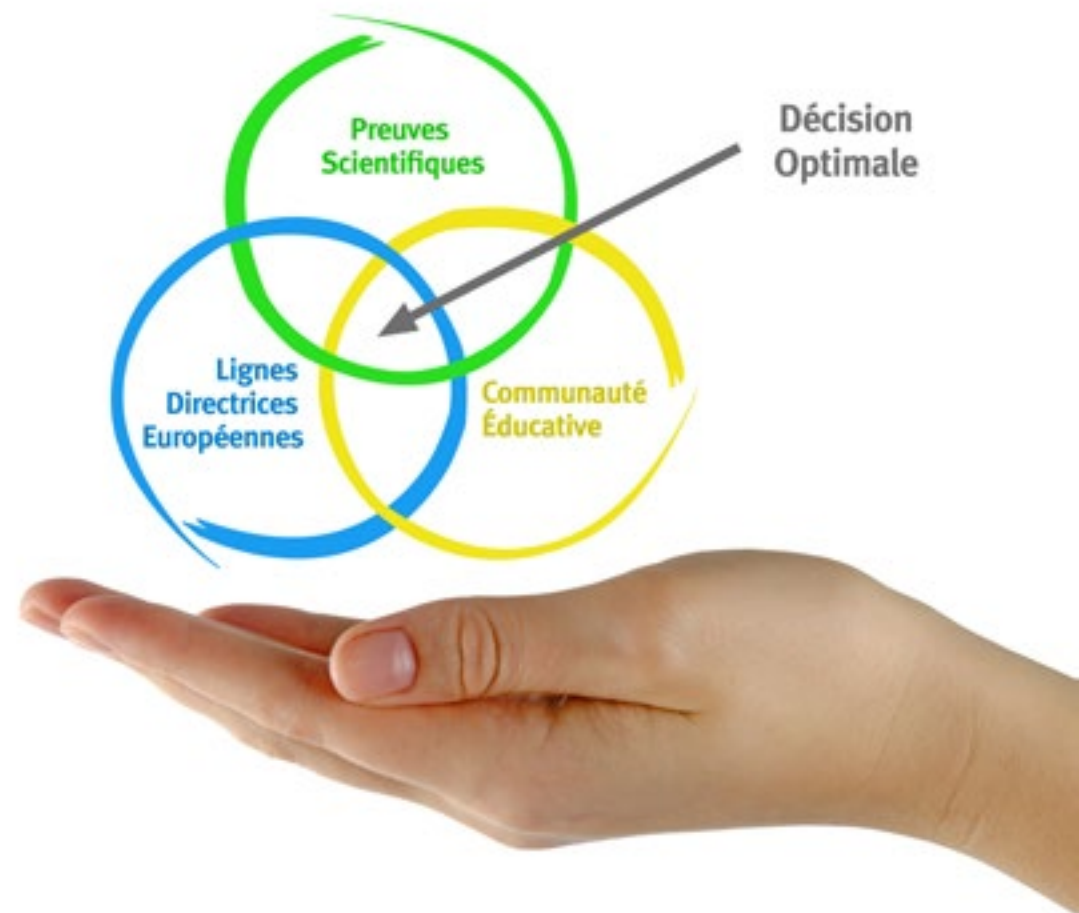 Preuves
Scientifiques
Décision
Optimale
Lignes
Directrices
Européennes
Communauté
Éducative